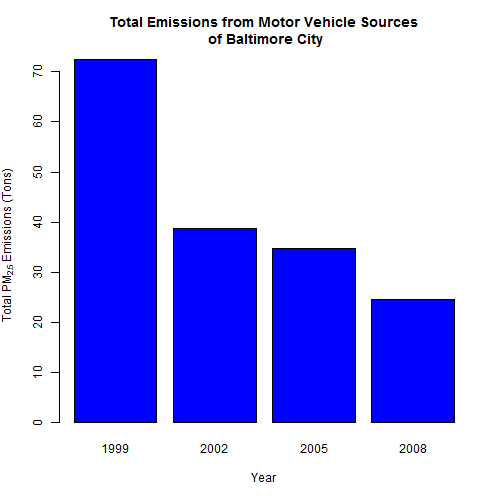 Total Emissions from Motor Vehicle Sources
of Baltimore City
Total PM2.5 Emissions (Tons)
70
60
50
40
30
20
10
0
1999 2002 2005 2008
Year